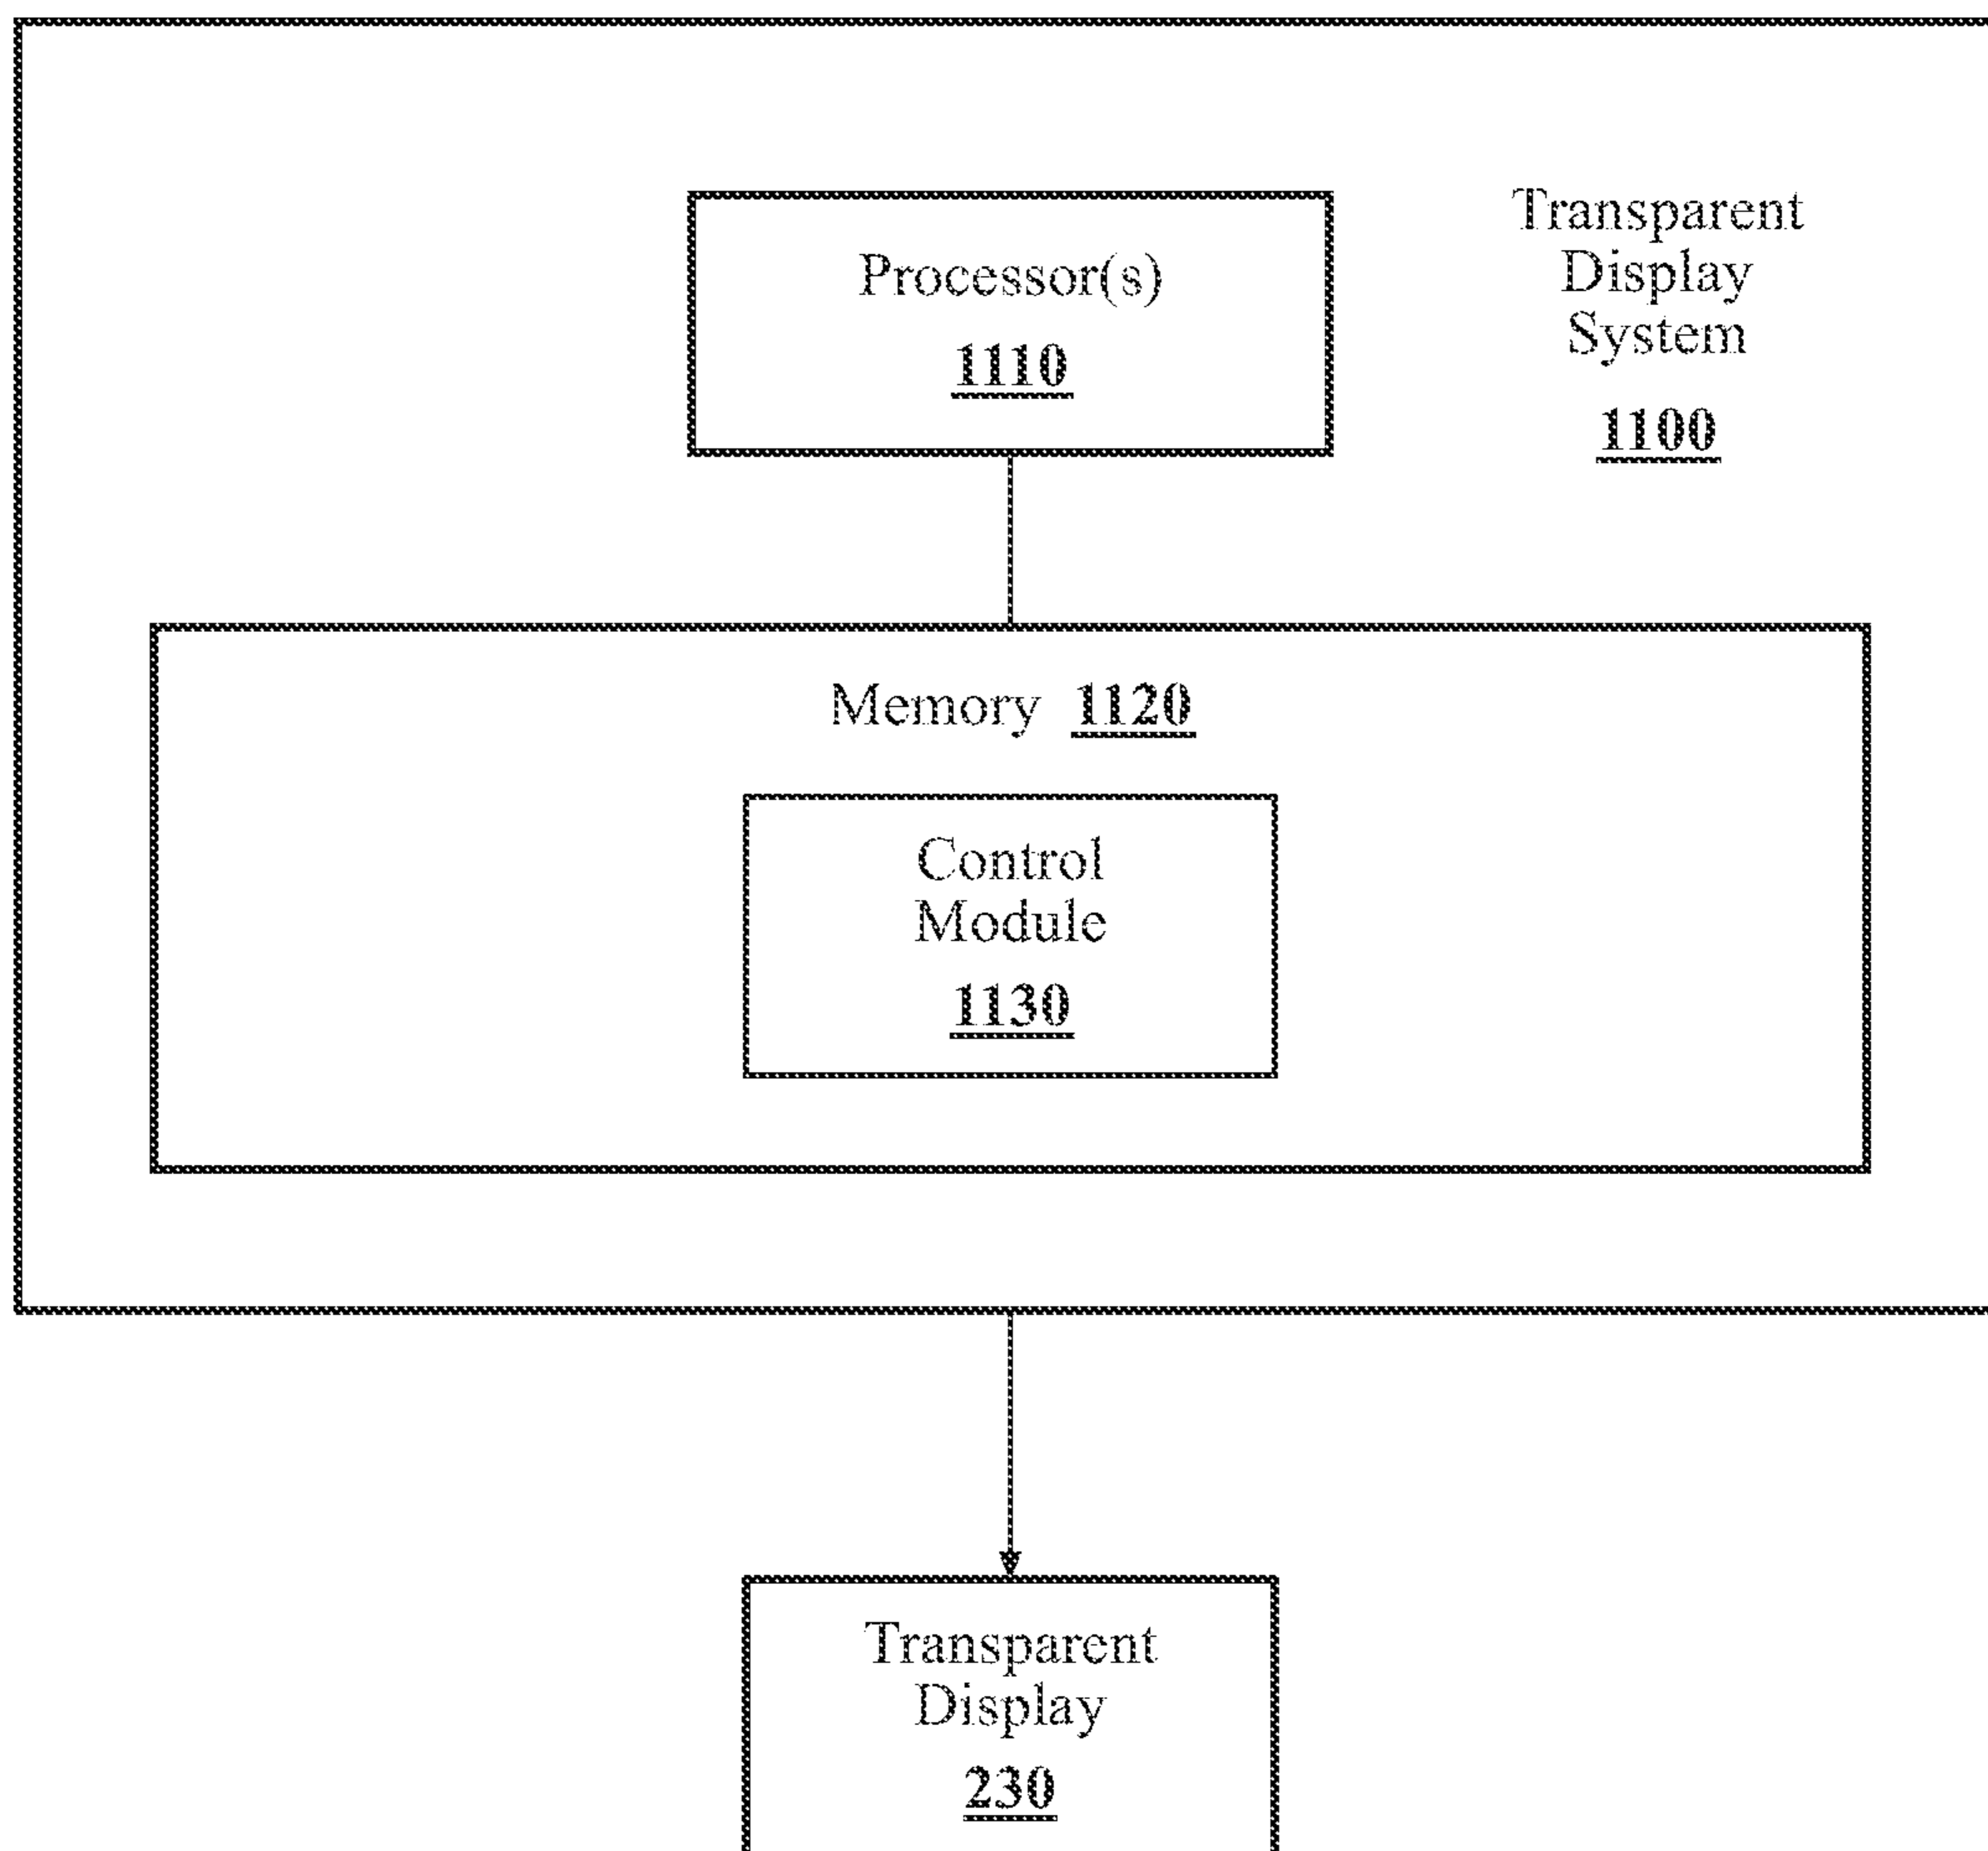 Processor(s)
1110
Transparent
Display
System
1100
Memory 1120
Control
Module
1130
Transparent
Display
230